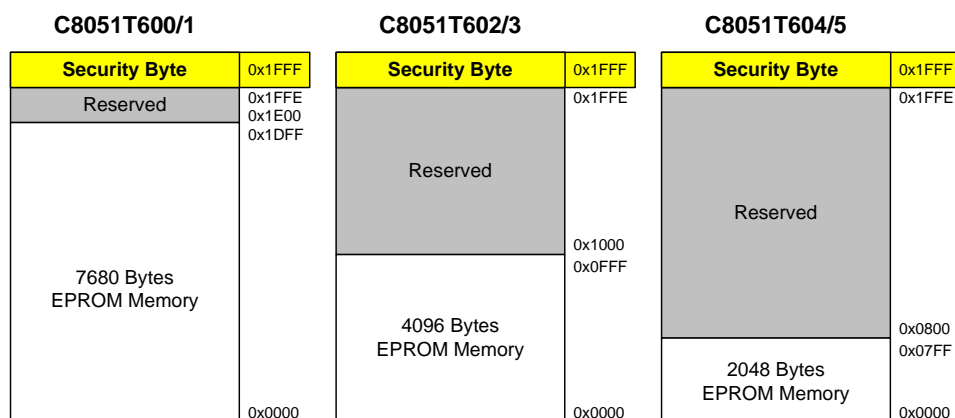 C8051T600/1
Security Byte
0x1FFF
Reserved
0x1FFE
0x1E00
0x1DFF
7680 Bytes
EPROM Memory
0x0000
C8051T602/3
Security Byte
0x1FFF
0x1FFE
Reserved
0x1000
0x0FFF
4096 Bytes
EPROM Memory
0x0000
C8051T604/5
Security Byte
0x1FFF
0x1FFE
Reserved
0x0800
0x07FF
2048 Bytes
EPROM Memory
0x0000